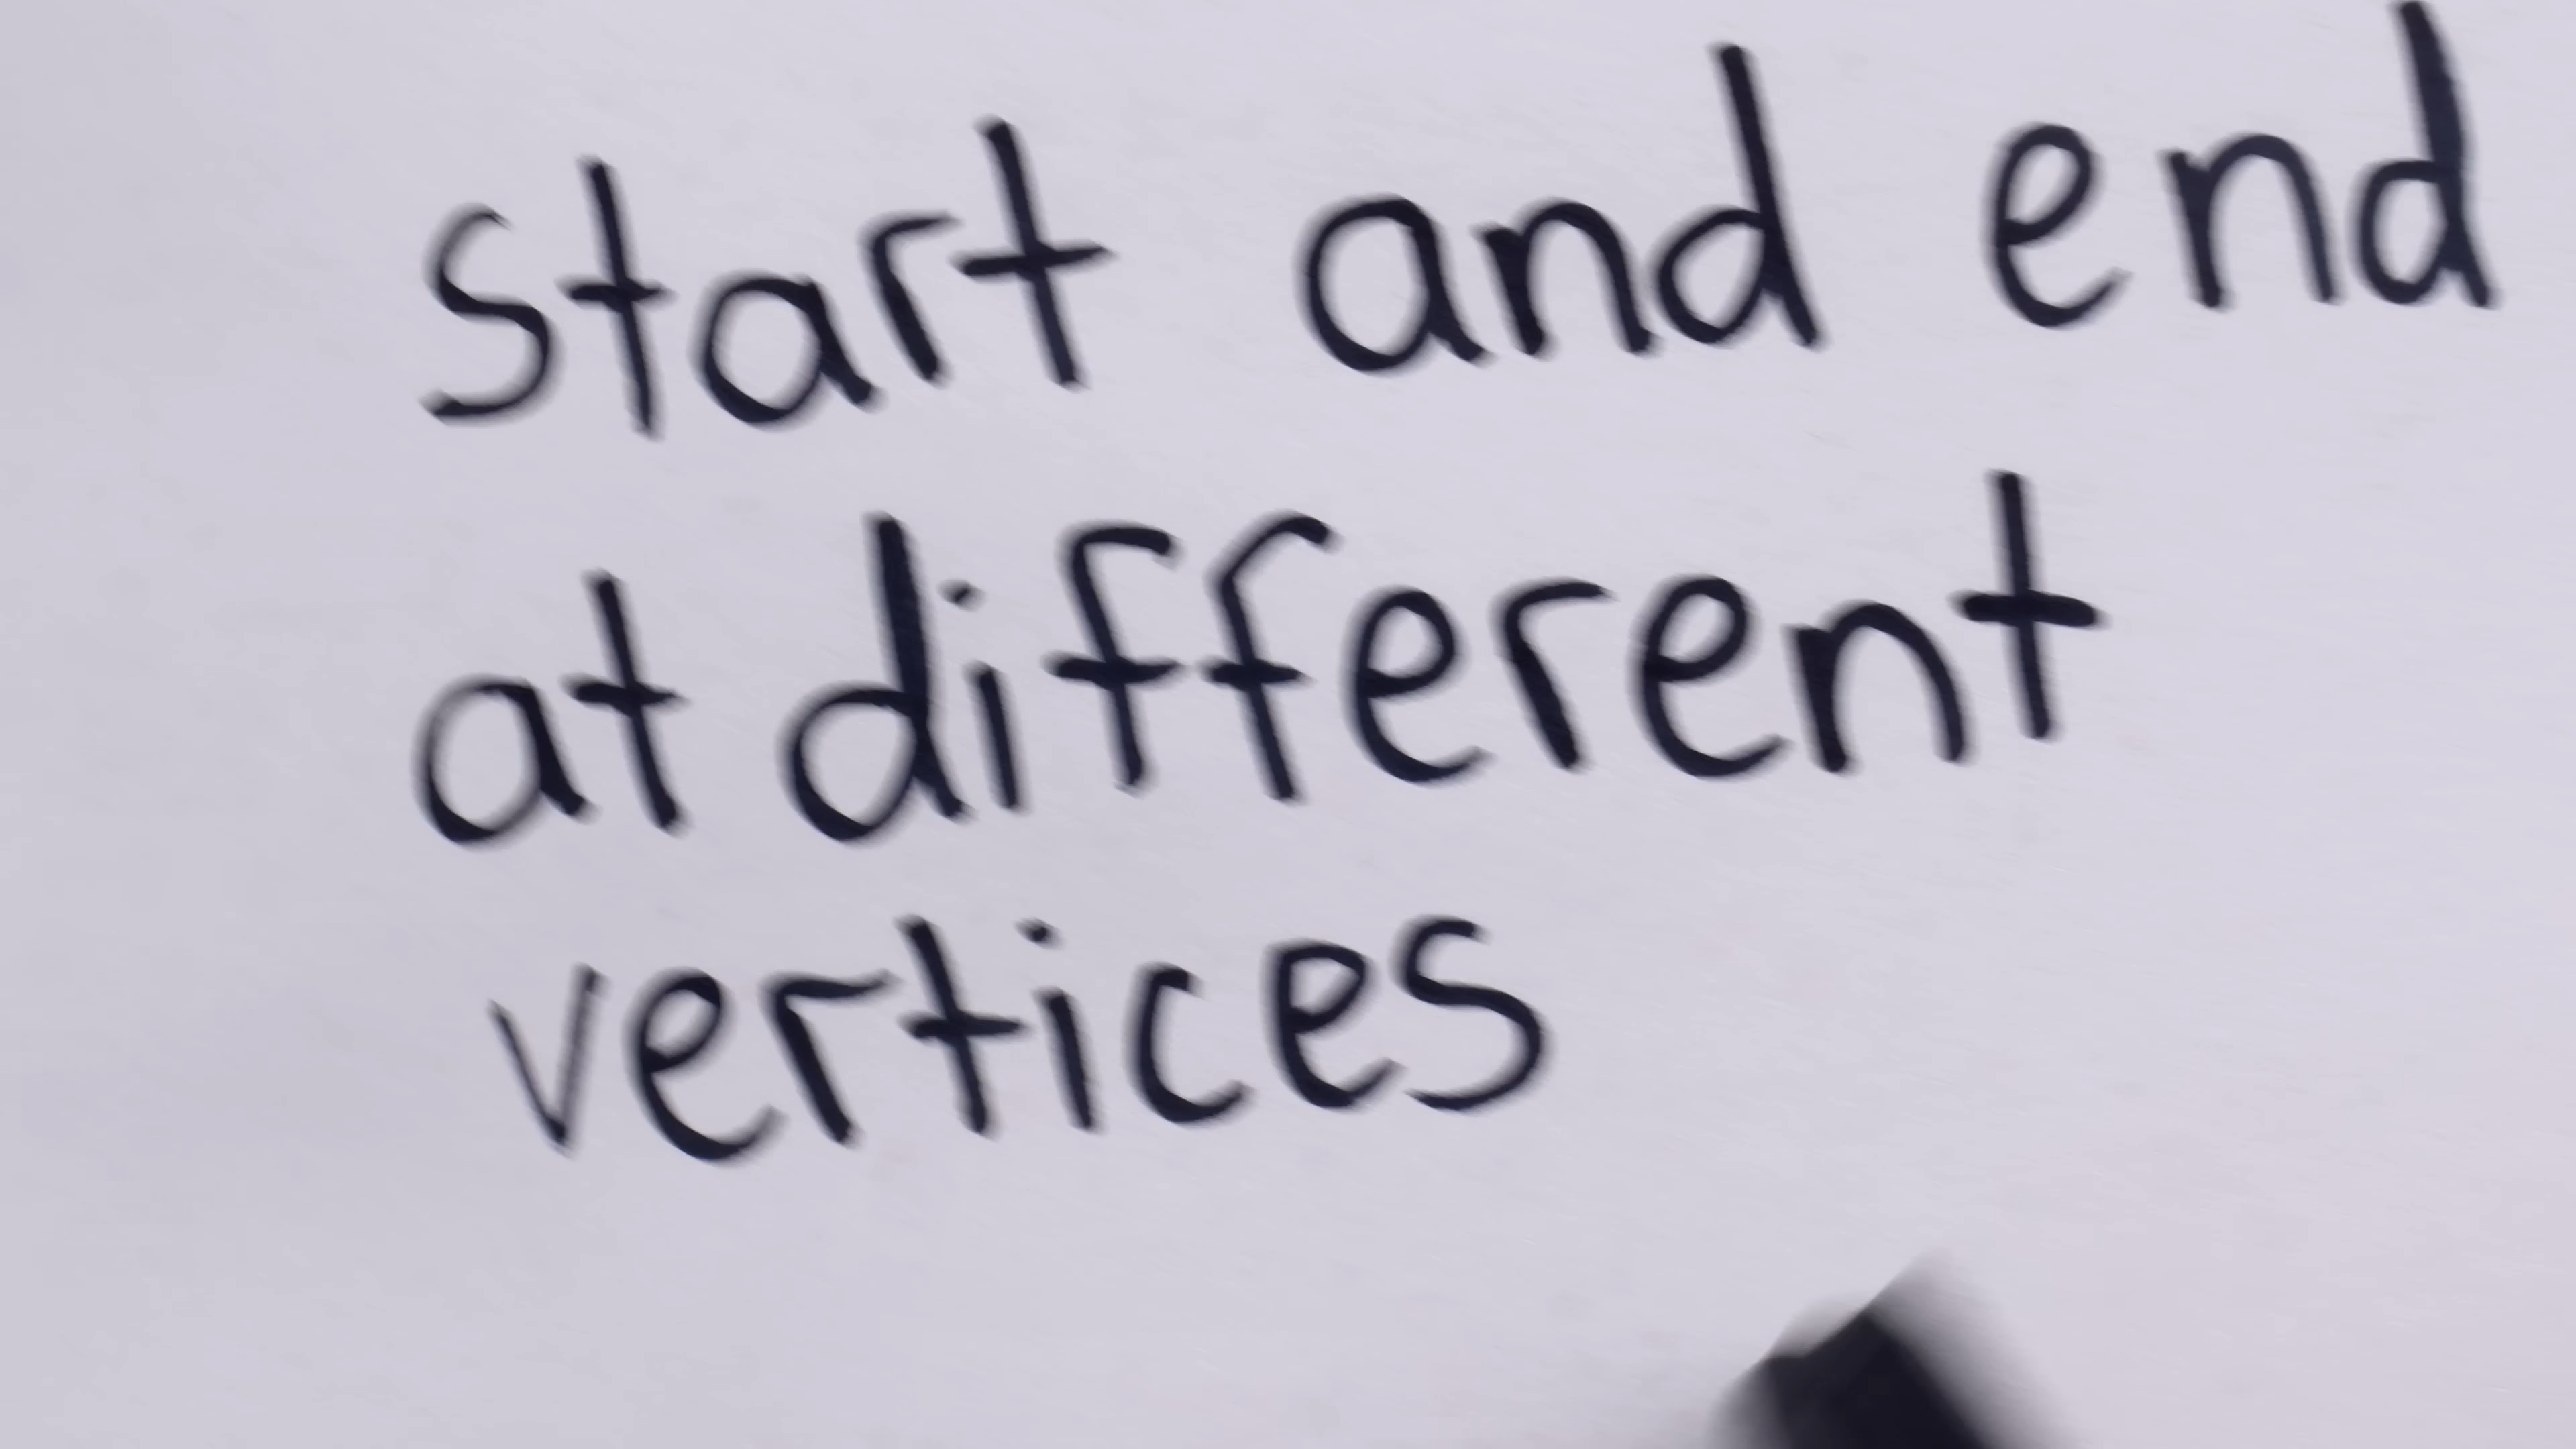 start and end
at different
vertices